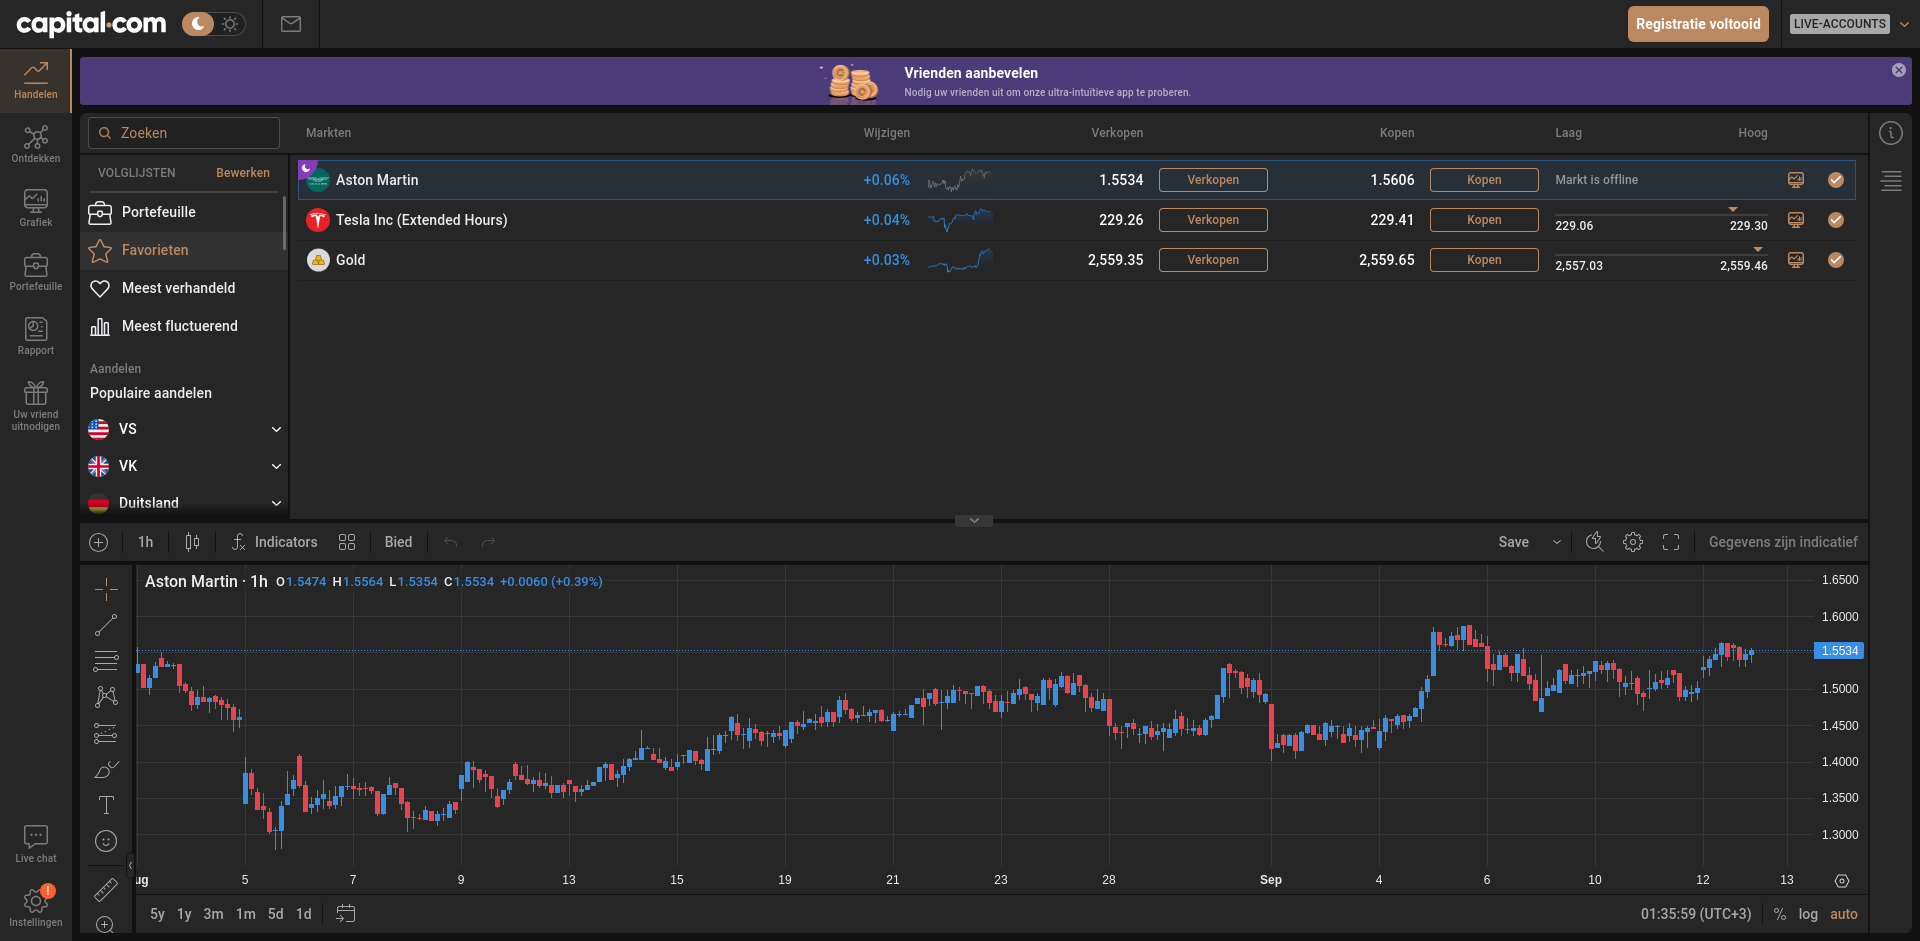 capital.com
Registratie voltooid
LIVE-ACCOUNTS
Handelen
Ontdekken
Grafiek
Portefeuille
Rapport
Uw vriend
uitnodigen
Live chat
!
Instellingen
Vrienden aanbevelen
Nodig uw vrienden uit om onze ultra-intuïtieve app te proberen.
Zoeken
Markten Wijzigen Verkopen Kopen Laag Hoog
VOLGLIJSTEN Bewerken
Portefeuille
Favorieten
Meest verhandeld
Meest fluctuerend
Aandelen
Populaire aandelen
VS
VK
Duitsland
Aston Martin +0.06% 1.5534 Verkopen 1.5606 Kopen Markt is offline
Tesla Inc (Extended Hours) +0.04% 229.26 Verkopen 229.41 Kopen 229.06 229.30
Gold +0.03% 2,559.35 Verkopen 2,559.65 Kopen 2,557.03 2,559.46
1h Indicators Bied Save Gegevens zijn indicatief
Aston Martin · 1h O1.5474 H1.5564 L1.5354 C1.5534 +0.0060 (+0.39%)
1.6500
1.6000
1.5534
1.5000
1.4500
1.4000
1.3500
1.3000
ug 5 7 9 13 15 19 21 23 28 Sep 4 6 10 12 13
5y 1y 3m 1m 5d 1d 01:35:59 (UTC+3) % log auto